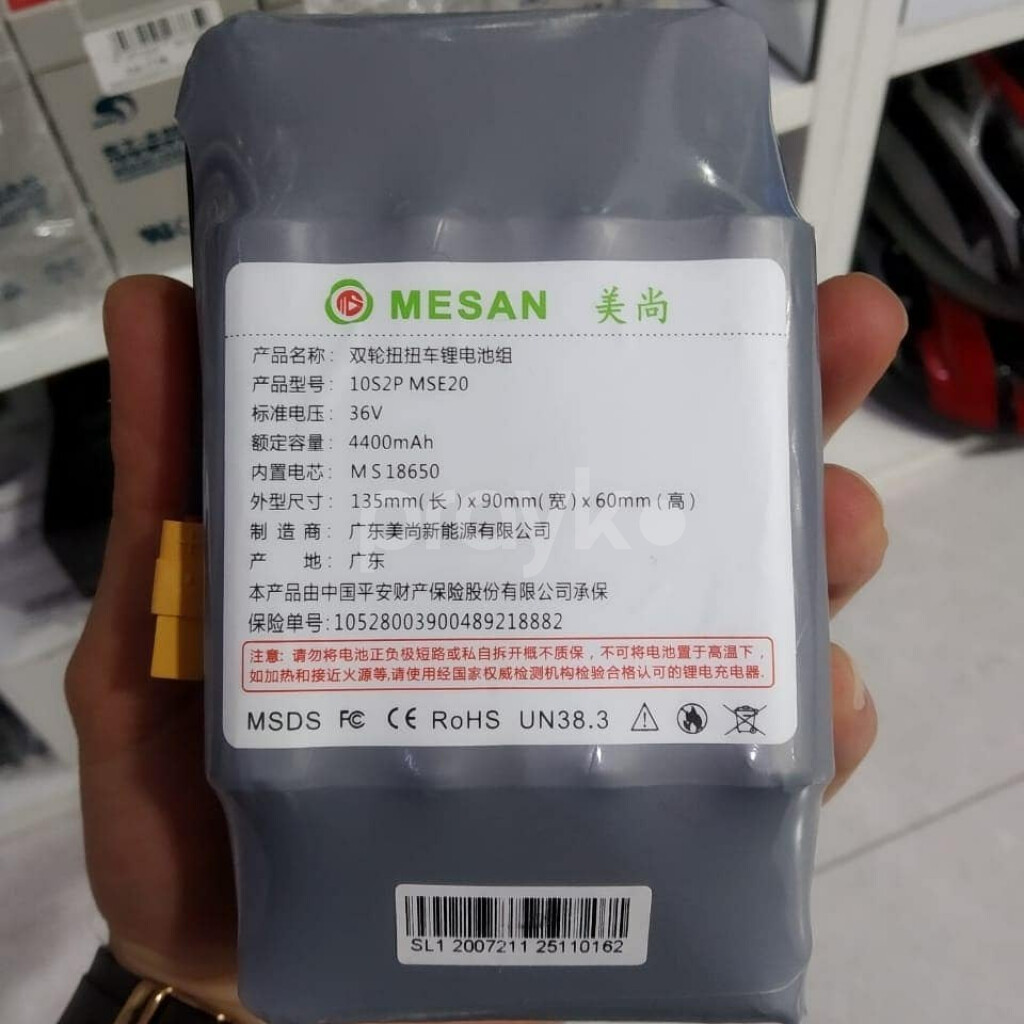 MESAN 美尚
产品名称： 双轮扭扭车锂电池组
产品型号： 10S2P MSE20
标准电压： 36V
额定容量： 4400mAh
内置电芯： MS18650
外型尺寸： 135mm(长)x90mm(宽)x60mm(高)
制 造 商： 广东美尚新能源有限公司
产 地： 广东
本产品由中国平安财产保险股份有限公司承保
保险单号:10528003900489218882
注意: 请勿将电池正负极短路或私自拆开概不质保，不可将电池置于高温下，
如加热和接近火源等,请使用经国家权威检测机构检验合格认可的锂电充电器.
MSDS FC CE RoHS UN38.3
SL1 2007211 25110162